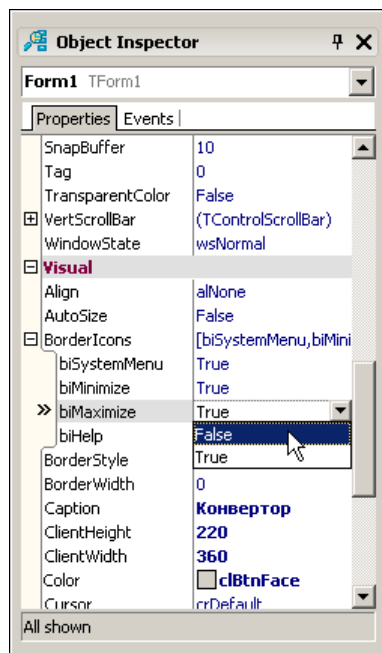 Object Inspector
Form1 TForm1
Properties Events
SnapBuffer 10
Tag 0
TransparentColor False
VertScrollBar (TControlScrollBar)
WindowState wsNormal
Visual
Align alNone
AutoSize False
BorderIcons [biSystemMenu,biMini
biSystemMenu True
biMinimize True
biMaximize True
biHelp False
BorderStyle True
BorderWidth 0
Caption Конвертор
ClientHeight 220
ClientWidth 360
Color clBtnFace
Cursor crDefault
All shown